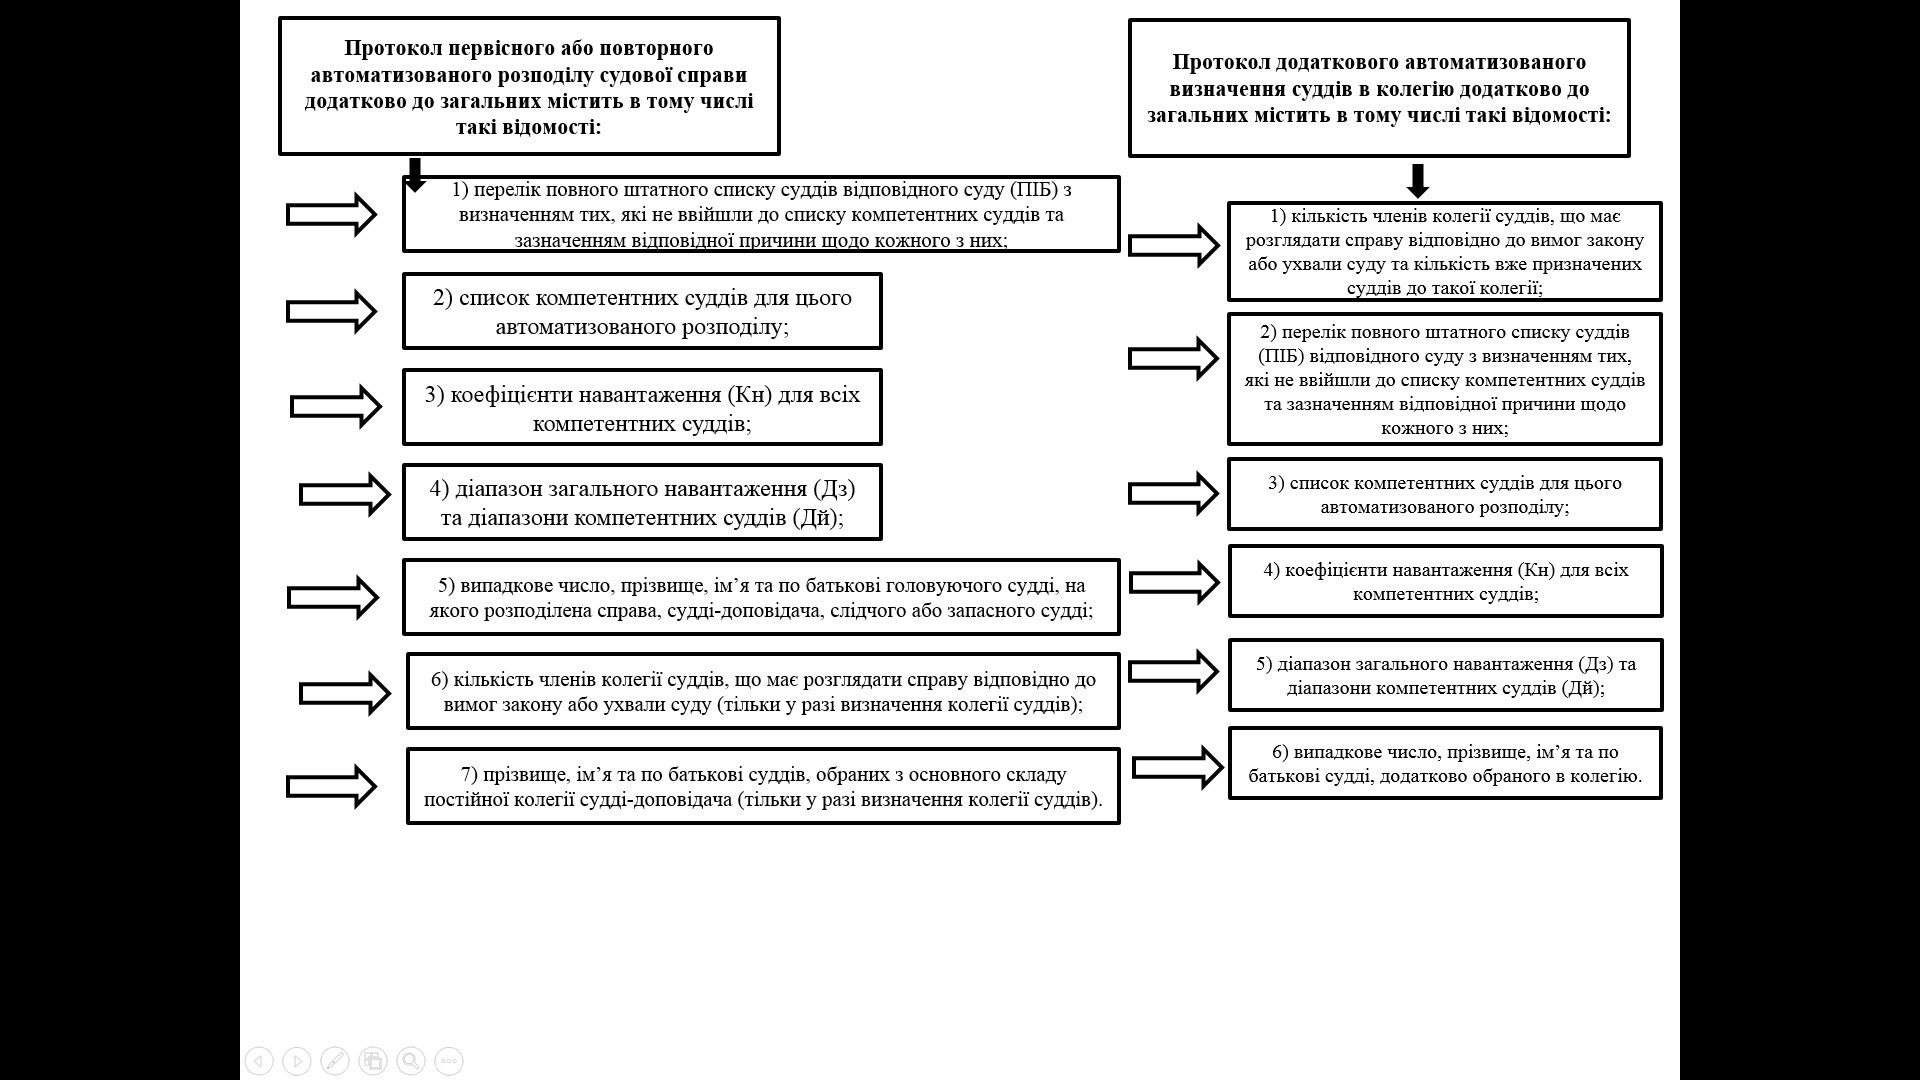 Протокол первісного або повторного
автоматизованого розподілу судової справи
додатково до загальних містить в тому числі
такі відомості:
1) перелік повного штатного списку суддів відповідного суду (ПІБ) з
визначенням тих, які не ввійшли до списку компетентних суддів та
зазначенням відповідної причини щодо кожного з них;
2) список компетентних суддів для цього
автоматизованого розподілу;
3) коефіцієнти навантаження (Кн) для всіх
компетентних суддів;
4) діапазон загального навантаження (Дз)
та діапазони компетентних суддів (Дй);
5) випадкове число, прізвище, ім’я та по батькові головуючого судді, на
якого розподілена справа, судді-доповідача, слідчого або запасного судді;
6) кількість членів колегії суддів, що має розглядати справу відповідно до
вимог закону або ухвали суду (тільки у разі визначення колегії суддів);
7) прізвище, ім’я та по батькові суддів, обраних з основного складу
постійної колегії судді-доповідача (тільки у разі визначення колегії суддів).
Протокол додаткового автоматизованого
визначення суддів в колегію додатково до
загальних містить в тому числі такі відомості:
1) кількість членів колегії суддів, що має
розглядати справу відповідно до вимог закону
або ухвали суду та кількість вже призначених
суддів до такої колегії;
2) перелік повного штатного списку суддів
(ПІБ) відповідного суду з визначенням тих,
які не ввійшли до списку компетентних суддів
та зазначенням відповідної причини щодо
кожного з них;
3) список компетентних суддів для цього
автоматизованого розподілу;
4) коефіцієнти навантаження (Кн) для всіх
компетентних суддів;
5) діапазон загального навантаження (Дз) та
діапазони компетентних суддів (Дй);
6) випадкове число, прізвище, ім’я та по
батькові судді, додатково обраного в колегію.